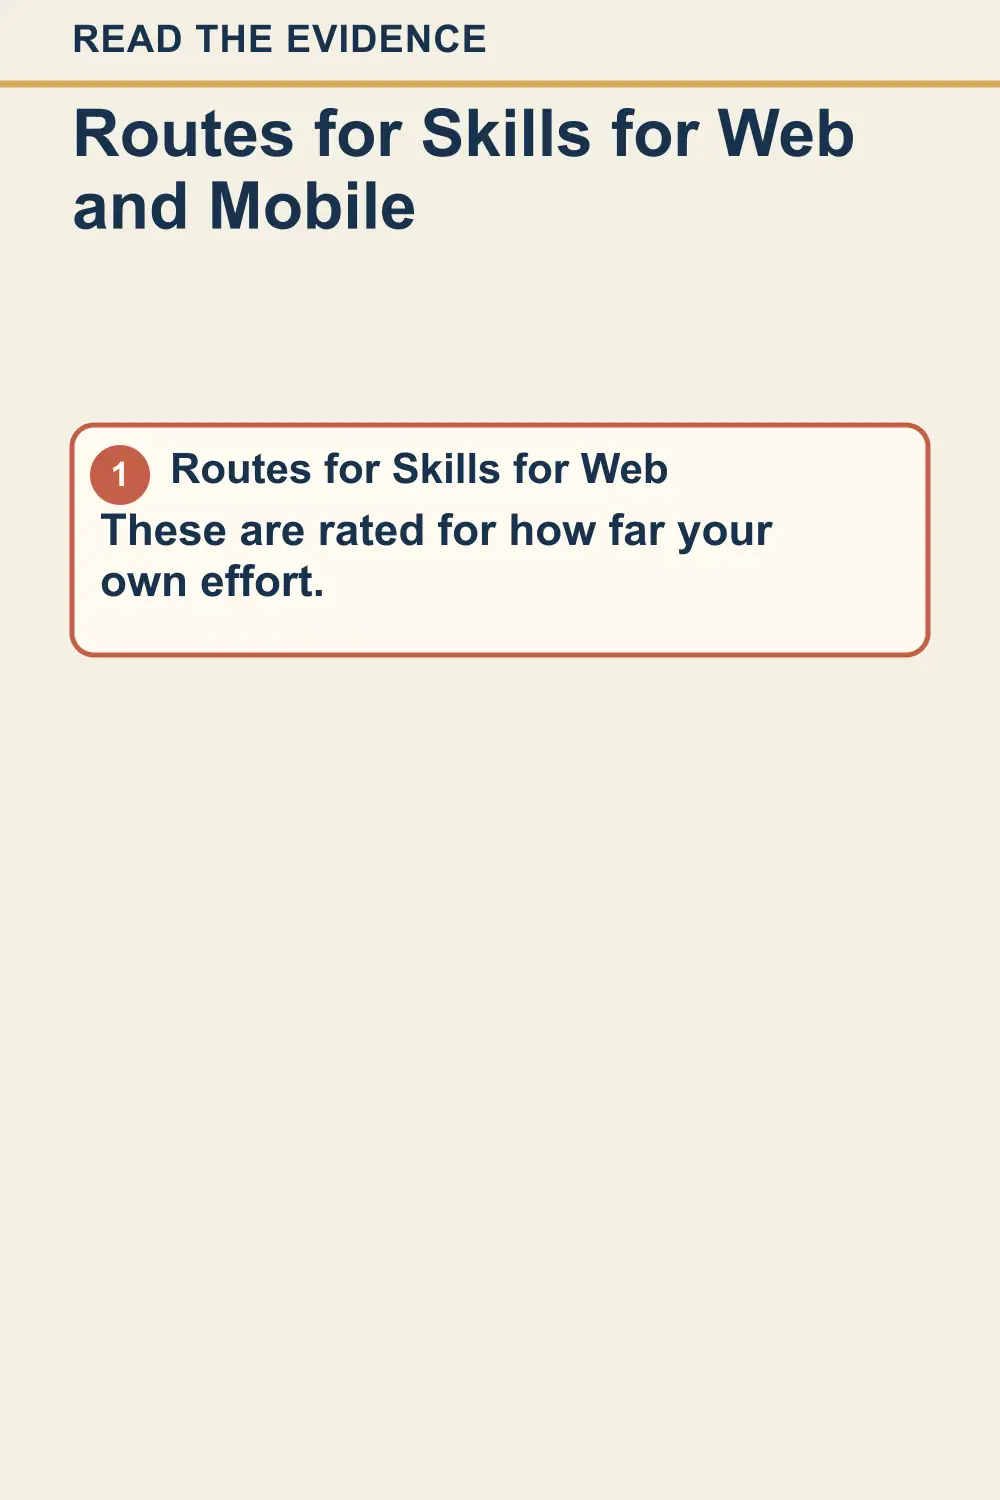 READ THE EVIDENCE
Routes for Skills for Web
and Mobile
1 Routes for Skills for Web
These are rated for how far your
own effort.